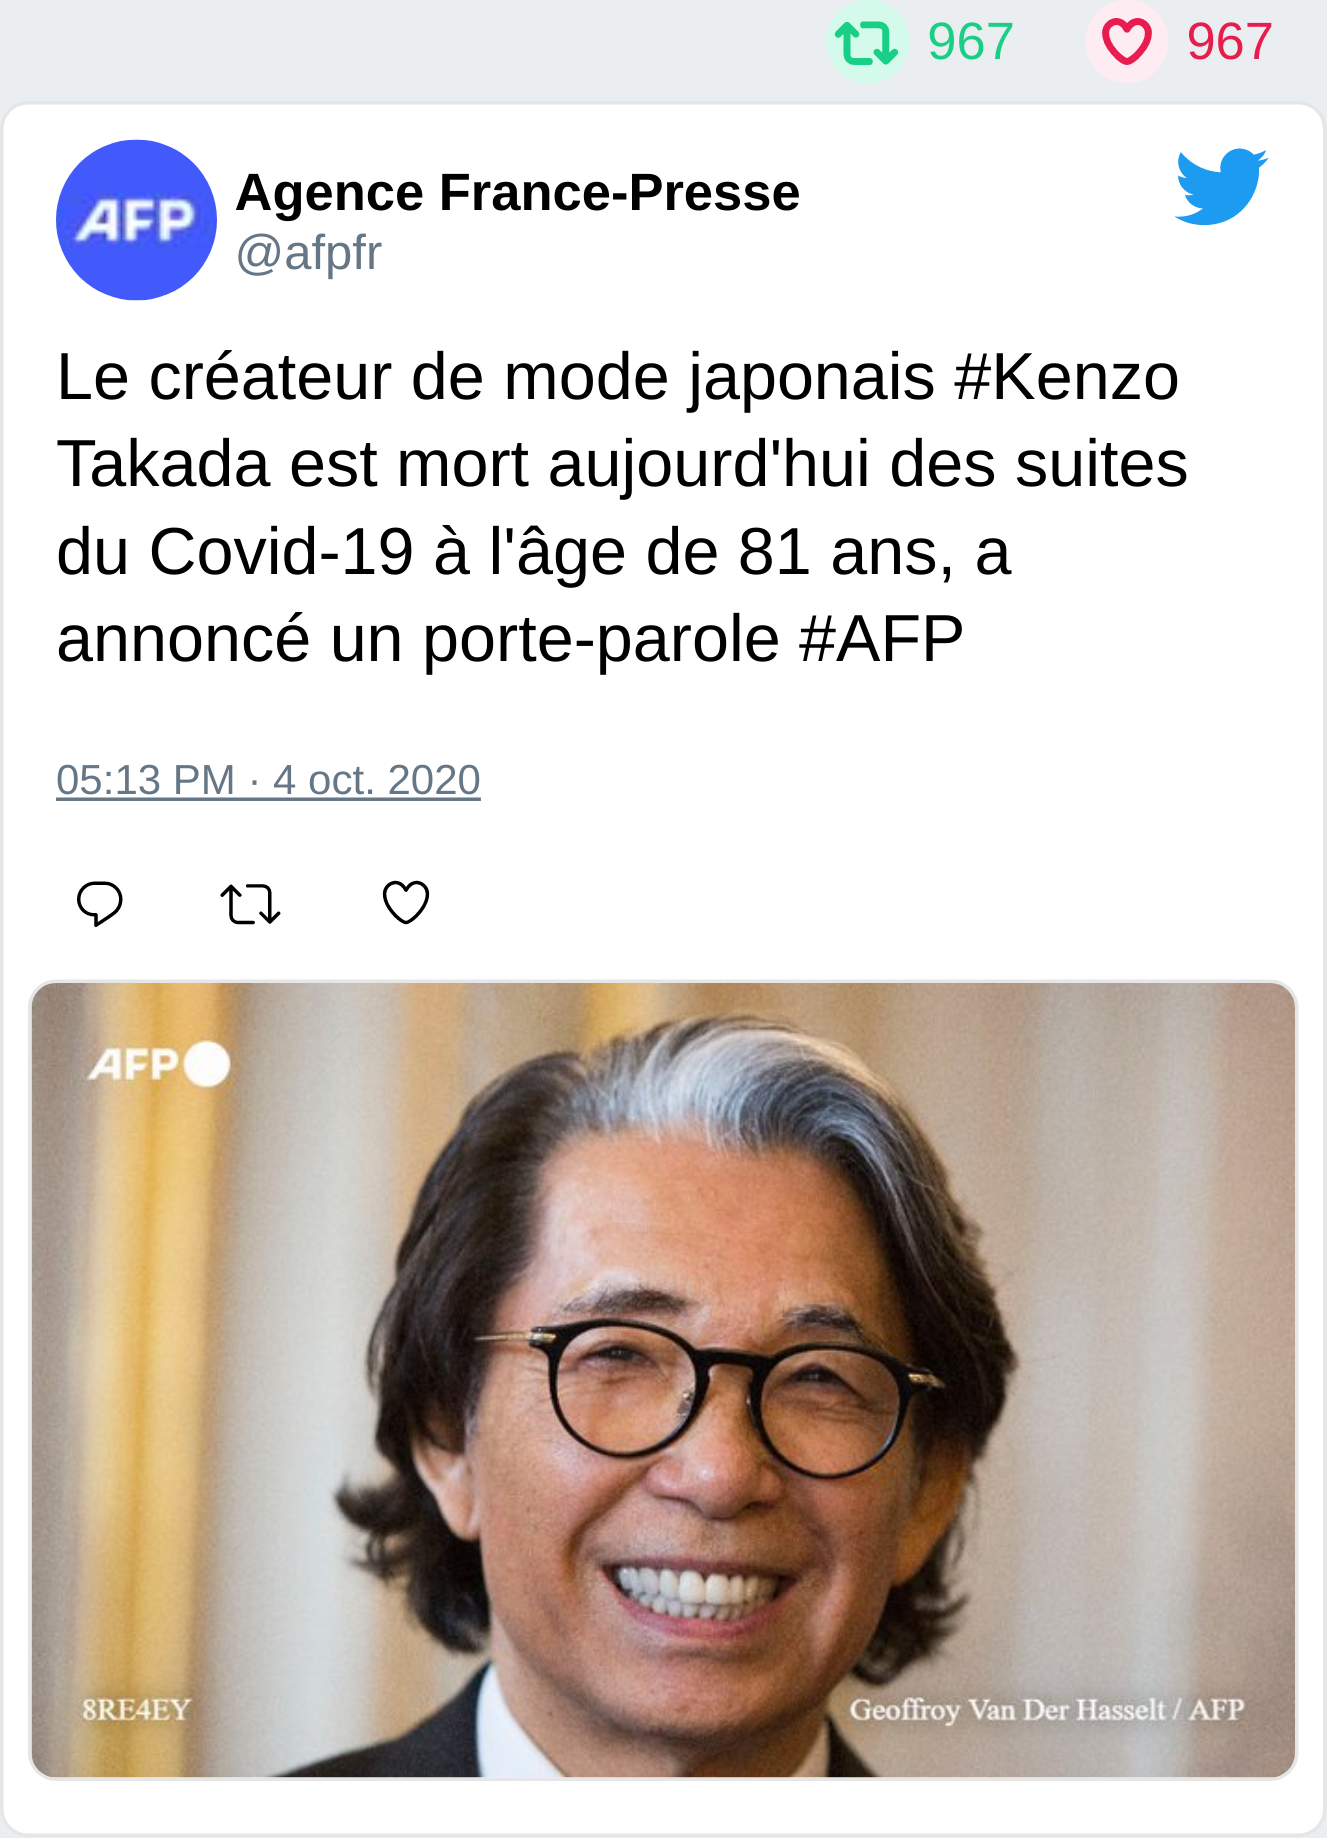 967 967
AFP
Agence France-Presse
@afpfr
Le créateur de mode japonais #Kenzo
Takada est mort aujourd'hui des suites
du Covid-19 à l'âge de 81 ans, a
annoncé un porte-parole #AFP
05:13 PM · 4 oct. 2020
AFP
8RE4EY
Geoffroy Van Der Hasselt / AFP